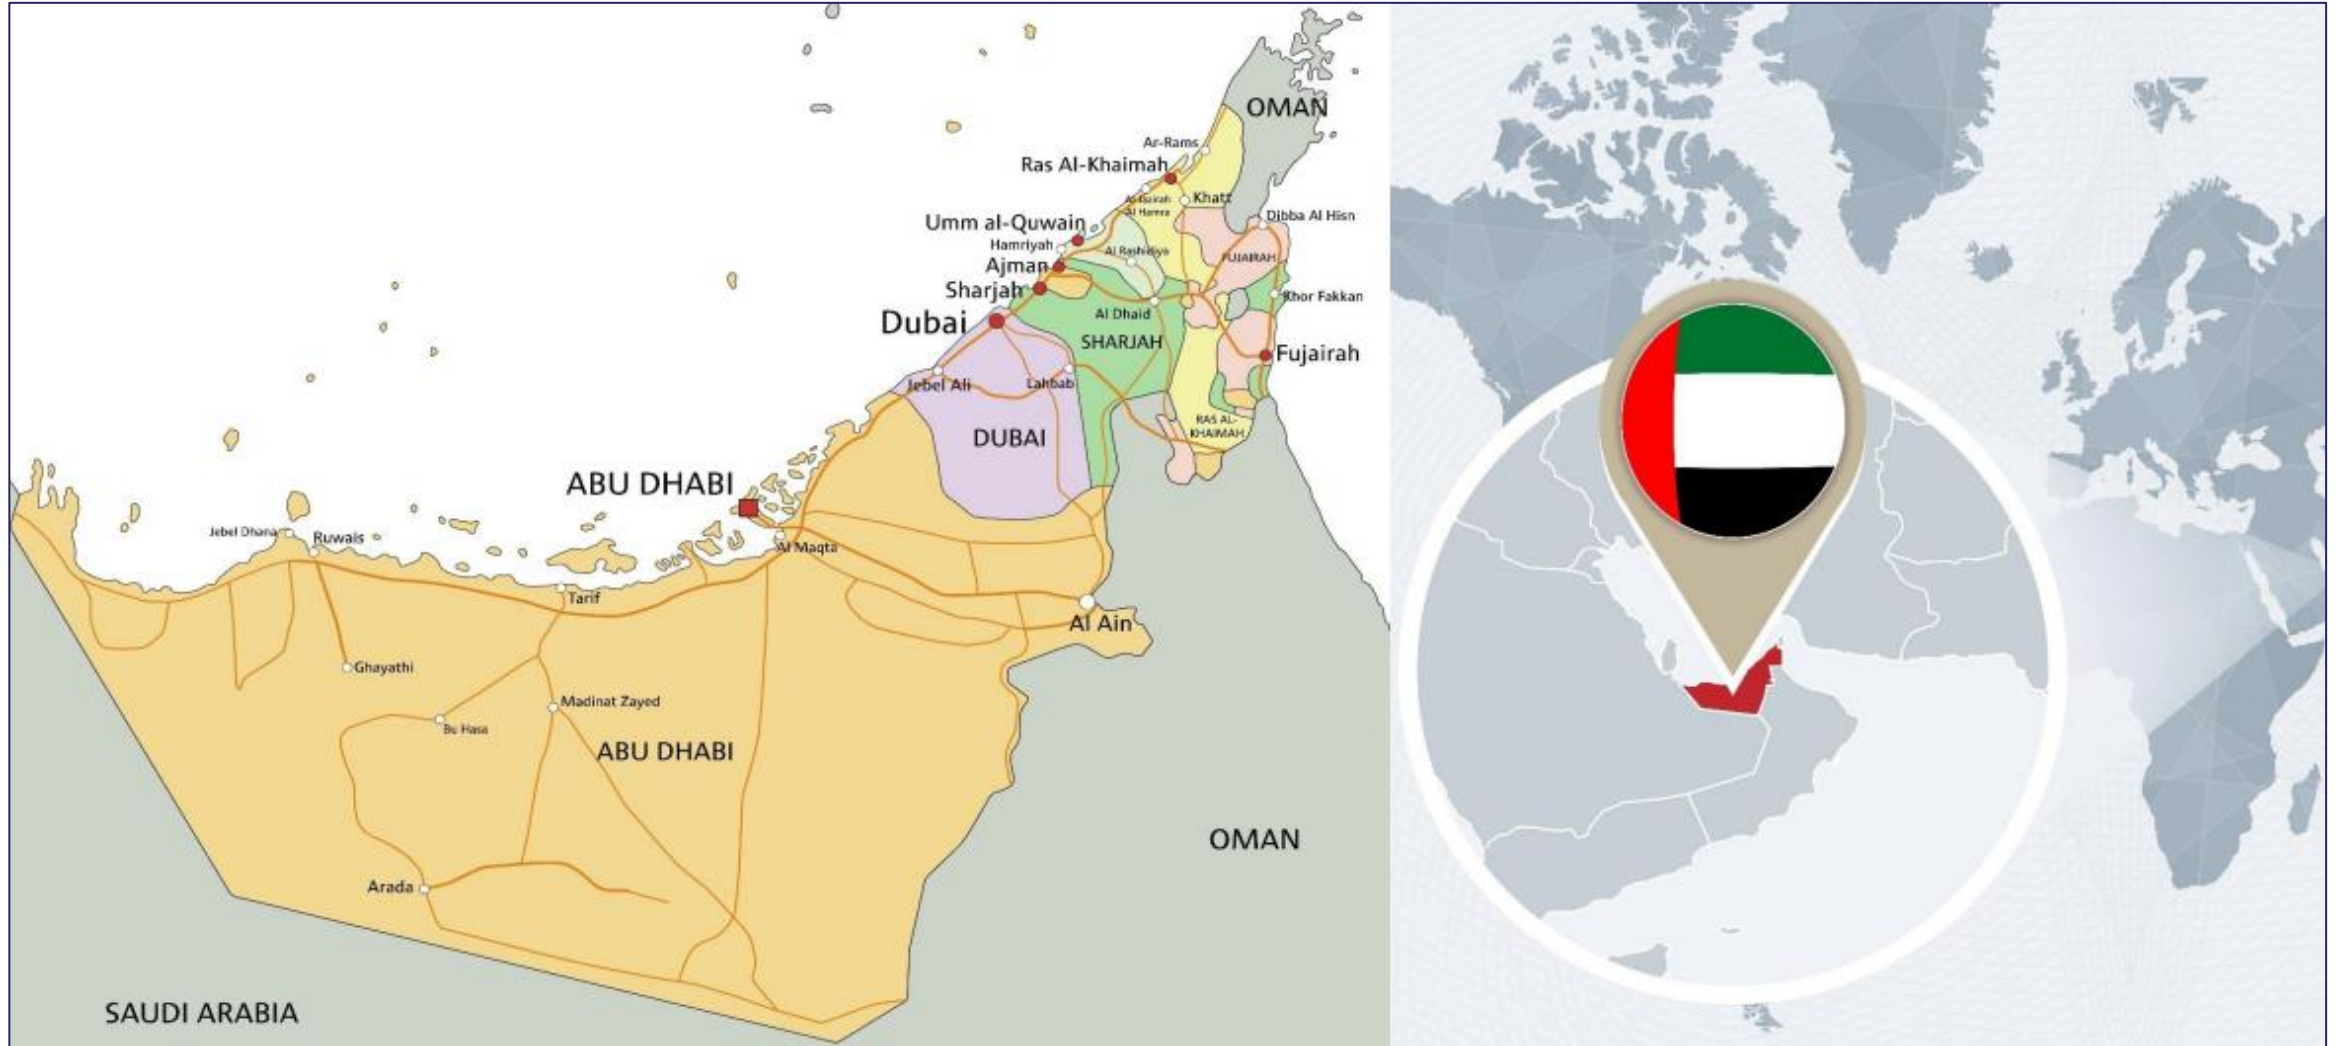 OMAN
Ar-Rams
Ras Al-Khaimah
Khatt
Al Hamra
Dibba Al Hisn
Umm al-Quwain
Hamriyah
Al Rashidiya
FUJAIRAH
Ajman
Sharjah
Khor Fakkan
Al Dhaid
Dubai
SHARJAH
Fujairah
Jebel Ali
Lahbab
RAS AL-
KHAIMAH
DUBAI
ABU DHABI
Jebel Dhana
Ruwais
Al Maqta
Tarif
Al Ain
Ghayathi
Madinat Zayed
Bu Hasa
ABU DHABI
OMAN
Arada
SAUDI ARABIA